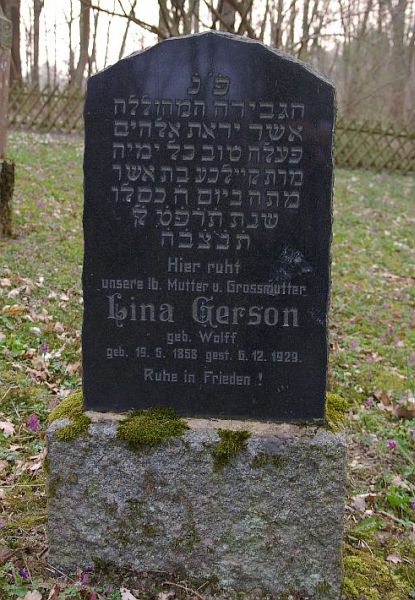 פ״נ
הגבירה המהוללה
אשר יראת אלהים
פעלה טוב כל ימיה
מרת קיילכע בת אשר
מתה ביום ה כסלו
שנת תרפט ק
תנצבה
Hier ruht
unsere lb. Mutter u. Grossmutter
Lina Gerson
geb. Wolff
geb. 19. 5. 1858 gest. 6. 12. 1929.
Ruhe in Frieden !